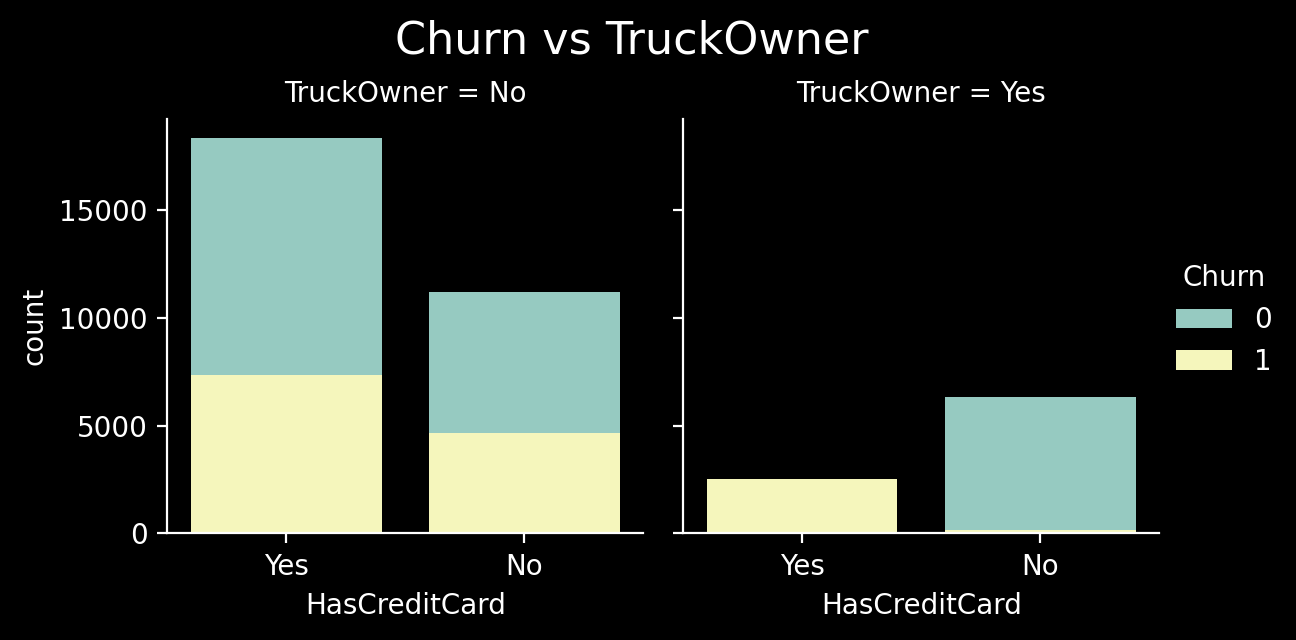 Churn vs TruckOwner
TruckOwner = No
TruckOwner = Yes
count
15000
10000
5000
0
Yes
No
HasCreditCard
Yes
No
HasCreditCard
Churn
0
1